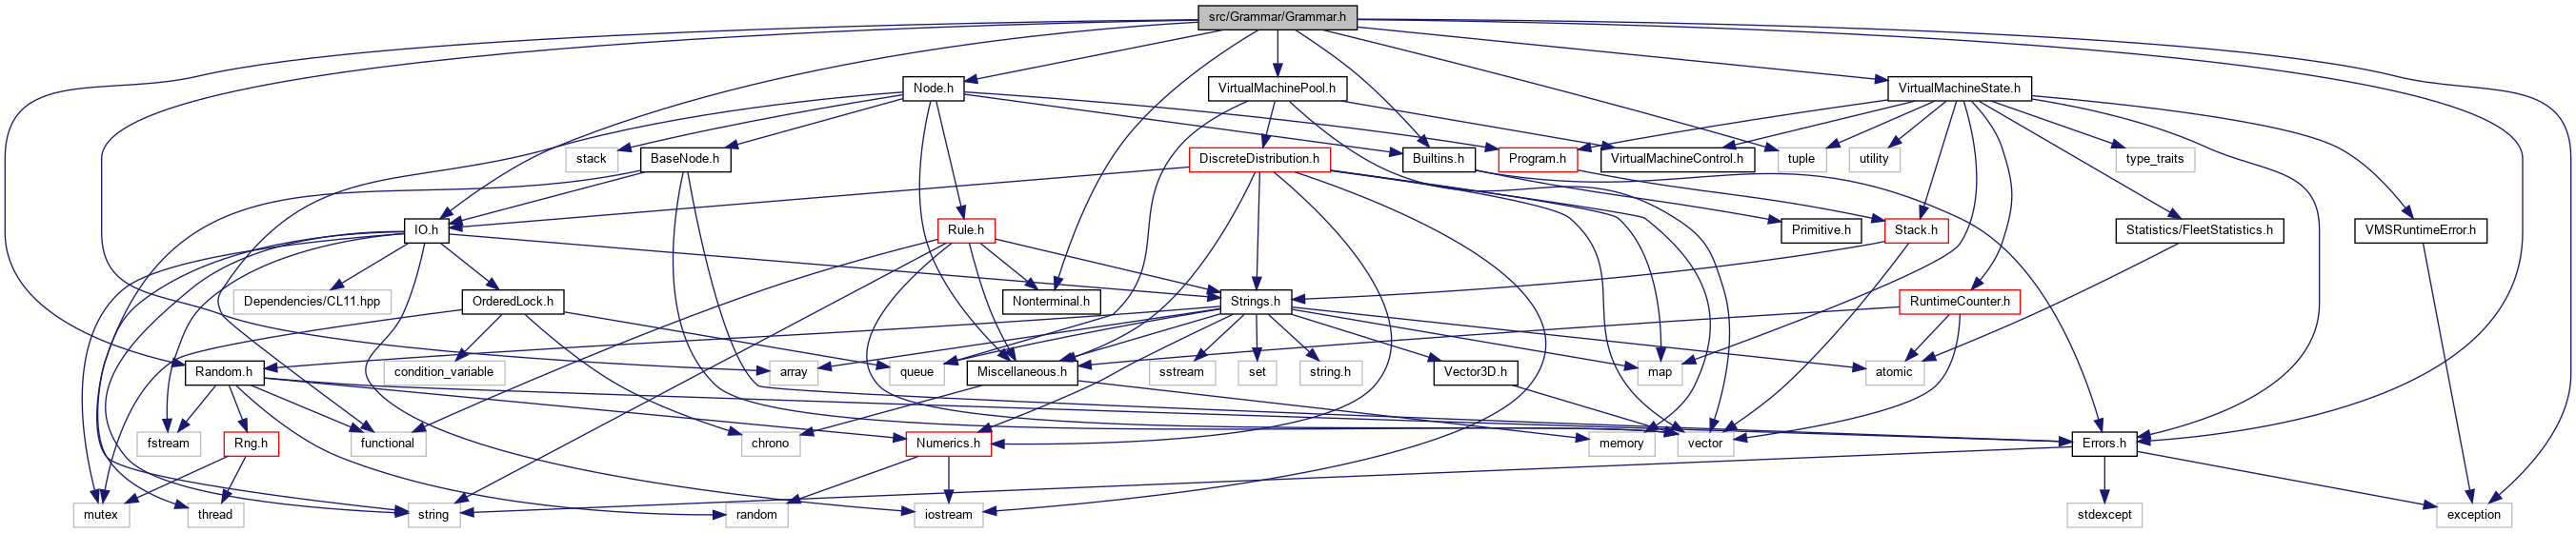 src/Grammar/Grammar.h
Node.h
VirtualMachinePool.h
VirtualMachineState.h
stack
BaseNode.h
DiscreteDistribution.h
Builtins.h
Program.h
VirtualMachineControl.h
tuple
utility
type_traits
IO.h
Rule.h
Primitive.h
Stack.h
Statistics/FleetStatistics.h
VMSRuntimeError.h
Dependencies/CL11.hpp
OrderedLock.h
Nonterminal.h
Strings.h
RuntimeCounter.h
Random.h
condition_variable
array
queue
Miscellaneous.h
sstream
set
string.h
Vector3D.h
map
atomic
fstream
Rng.h
functional
chrono
Numerics.h
memory
vector
Errors.h
mutex
thread
string
random
iostream
stdexcept
exception